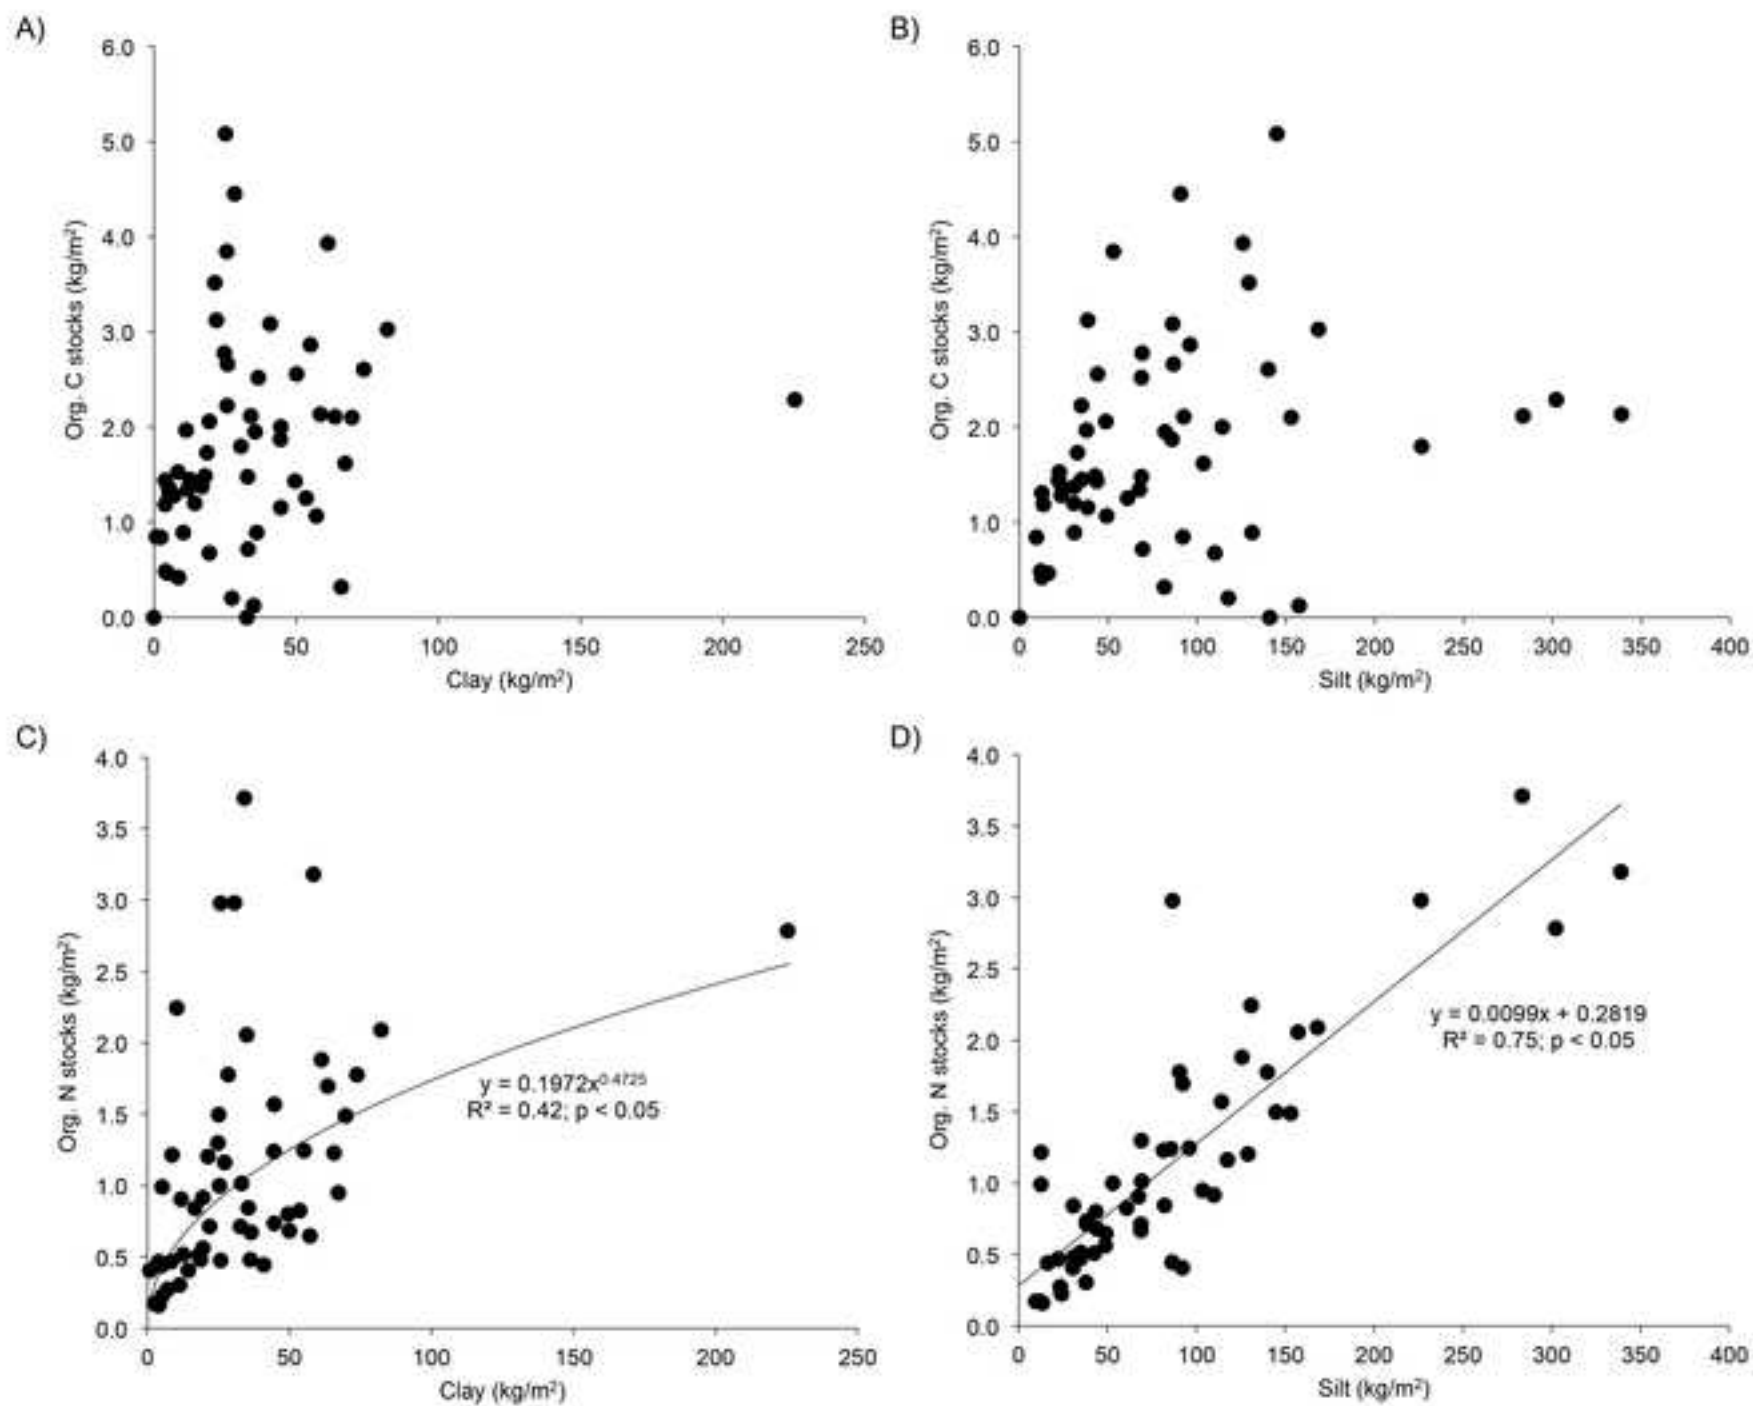 A)
B)
6.0
5.0
4.0
3.0
2.0
1.0
0.0
Org. C stocks (kg/m²)
0 50 100 150 200 250
Clay (kg/m²)
6.0
5.0
4.0
3.0
2.0
1.0
0.0
Org. C stocks (kg/m²)
0 50 100 150 200 250 300 350 400
Silt (kg/m²)
C)
D)
4.0
3.5
3.0
2.5
2.0
1.5
1.0
0.5
0.0
Org. N stocks (kg/m²)
y = 0.1972x^0.4725
R² = 0.42; p < 0.05
0 50 100 150 200 250
Clay (kg/m²)
4.0
3.5
3.0
2.5
2.0
1.5
1.0
0.5
0.0
Org. N stocks (kg/m²)
y = 0.0099x + 0.2819
R² = 0.75; p < 0.05
0 50 100 150 200 250 300 350 400
Silt (kg/m²)